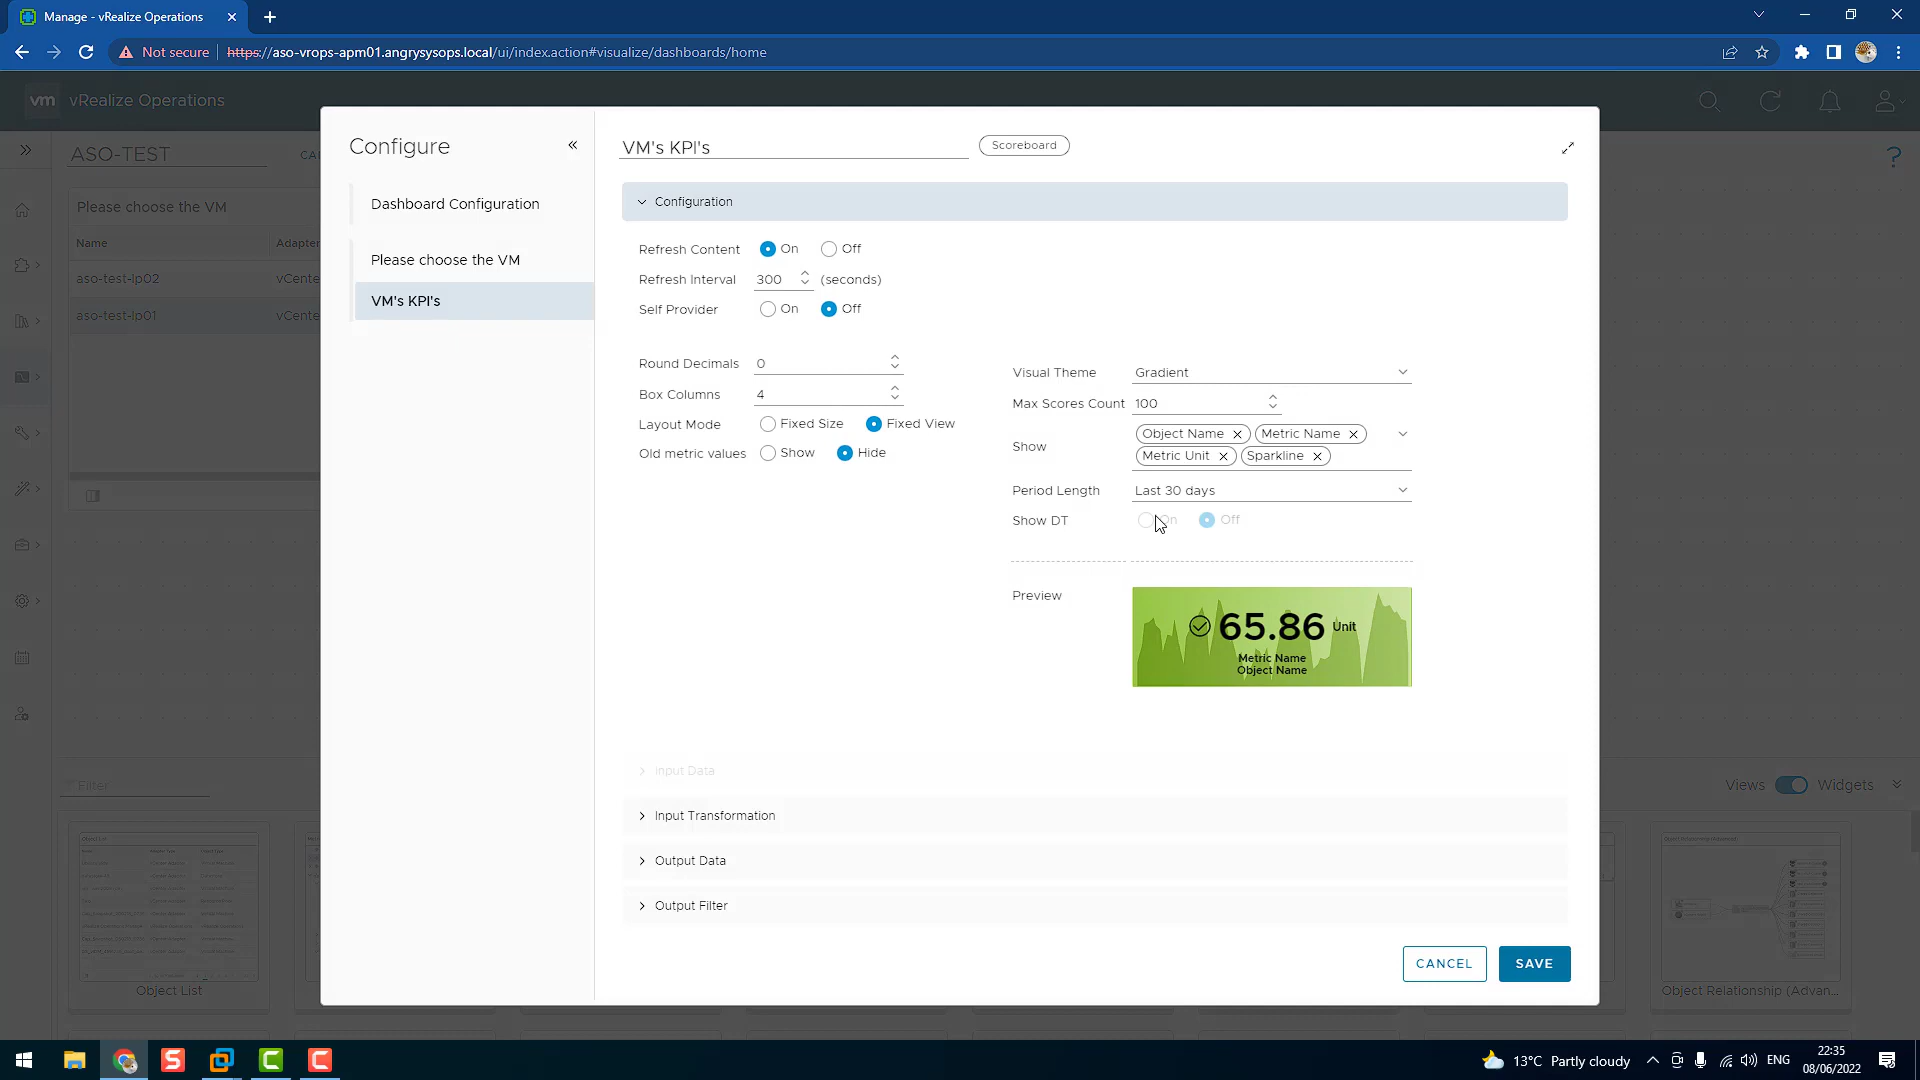 Manage - vRealize Operations
Not secure
https://aso-vrops-apm01.angrysysops.local/ui/index.action#visualize/dashboards/home
vm vRealize Operations
ASO-TEST
CA
Please choose the VM
Name Adapter
aso-test-lp02 vCente
aso-test-lp01 vCente
Configure
Dashboard Configuration
Please choose the VM
VM's KPI's
VM's KPI's
Scoreboard
Configuration
Refresh Content On Off
Refresh Interval 300 (seconds)
Self Provider On Off
Round Decimals 0
Box Columns 4
Layout Mode Fixed Size Fixed View
Old metric values Show Hide
Visual Theme Gradient
Max Scores Count 100
Show Object Name Metric Name
Metric Unit Sparkline
Period Length Last 30 days
Show DT On Off
Preview
65.86 Unit
Metric Name
Object Name
Input Data
Input Transformation
Output Data
Output Filter
CANCEL SAVE
Filter
Views Widgets
Object List
Object Relationship (Advan...
13°C Partly cloudy
ENG
22:35
08/06/2022